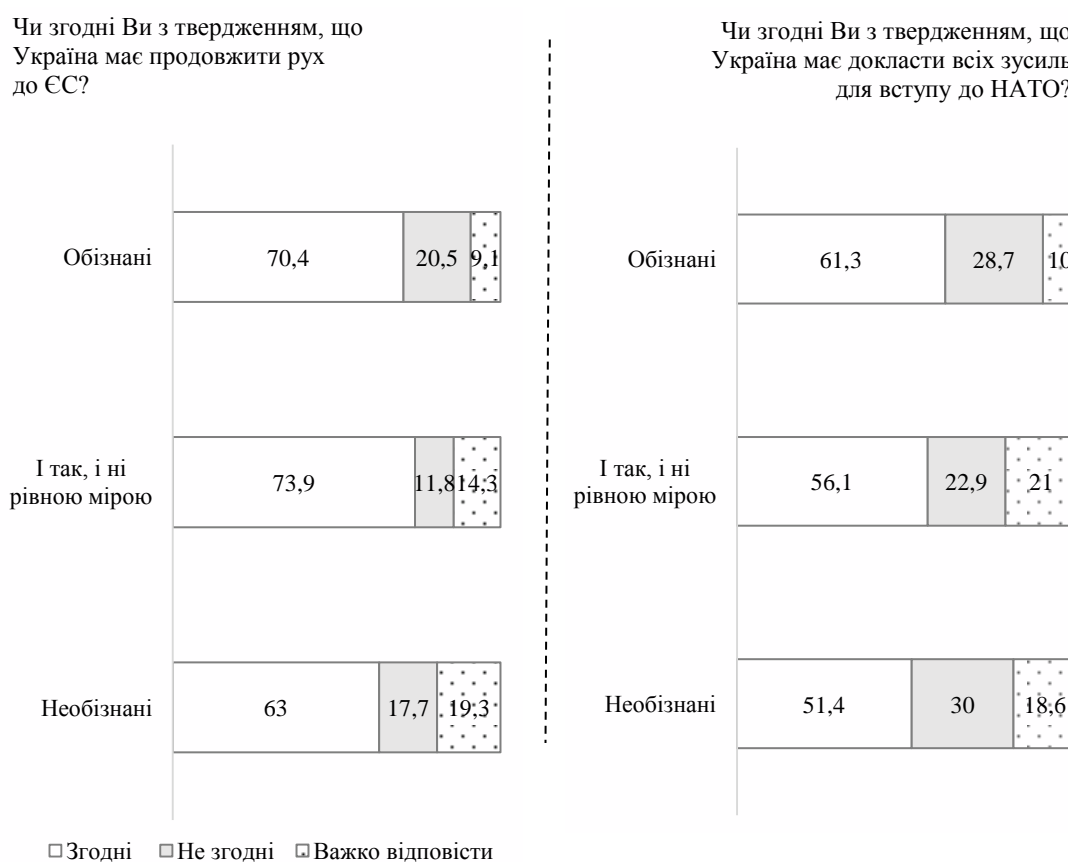 Чи згодні Ви з твердженням, що
Україна має продовжити рух
до ЄС?
Обізнані
70,4
20,5
9,1
І так, і ні
рівною мірою
73,9
11,8
14,3
Необізнані
63
17,7
19,3
Згодні
Не згодні
Важко відповісти
Чи згодні Ви з твердженням, що
Україна має докласти всіх зусиль
для вступу до НАТО?
Обізнані
61,3
28,7
10
І так, і ні
рівною мірою
56,1
22,9
21
Необізнані
51,4
30
18,6